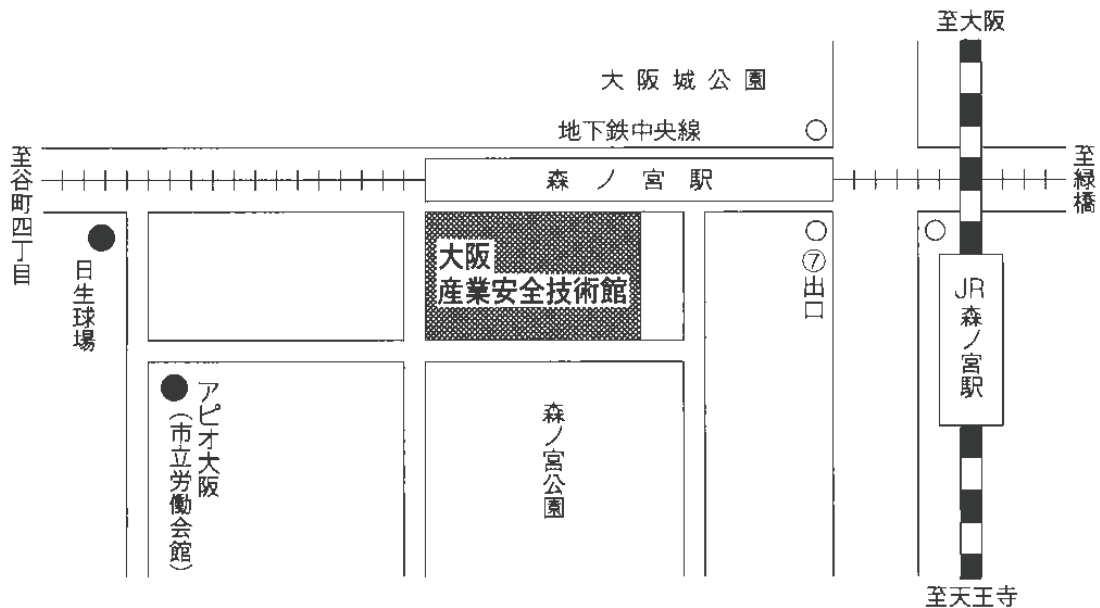 至大阪
大阪城公園
地下鉄中央線
至谷町四丁目
森ノ宮駅
至緑橋
日生球場
大阪
産業安全技術館
⑦出口
JR森ノ宮駅
アピオ大阪
（市立労働会館）
森ノ宮公園
至天王寺